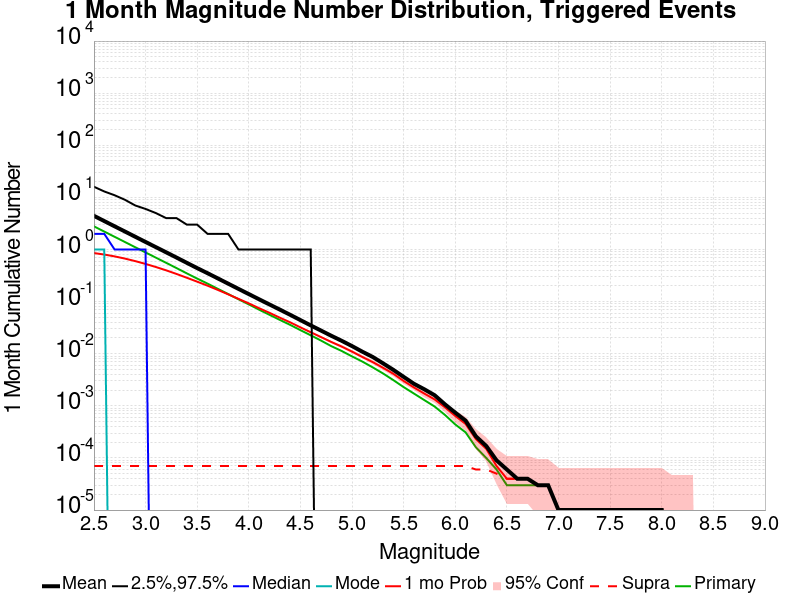 1 Month Magnitude Number Distribution, Triggered Events
1 Month Cumulative Number
10 4
10 3
10 2
10 1
10 0
10 -1
10 -2
10 -3
10 -4
10 -5
2.5 3.0 3.5 4.0 4.5 5.0 5.5 6.0 6.5 7.0 7.5 8.0 8.5 9.0
Magnitude
Mean 2.5%,97.5% Median Mode 1 mo Prob 95% Conf Supra Primary